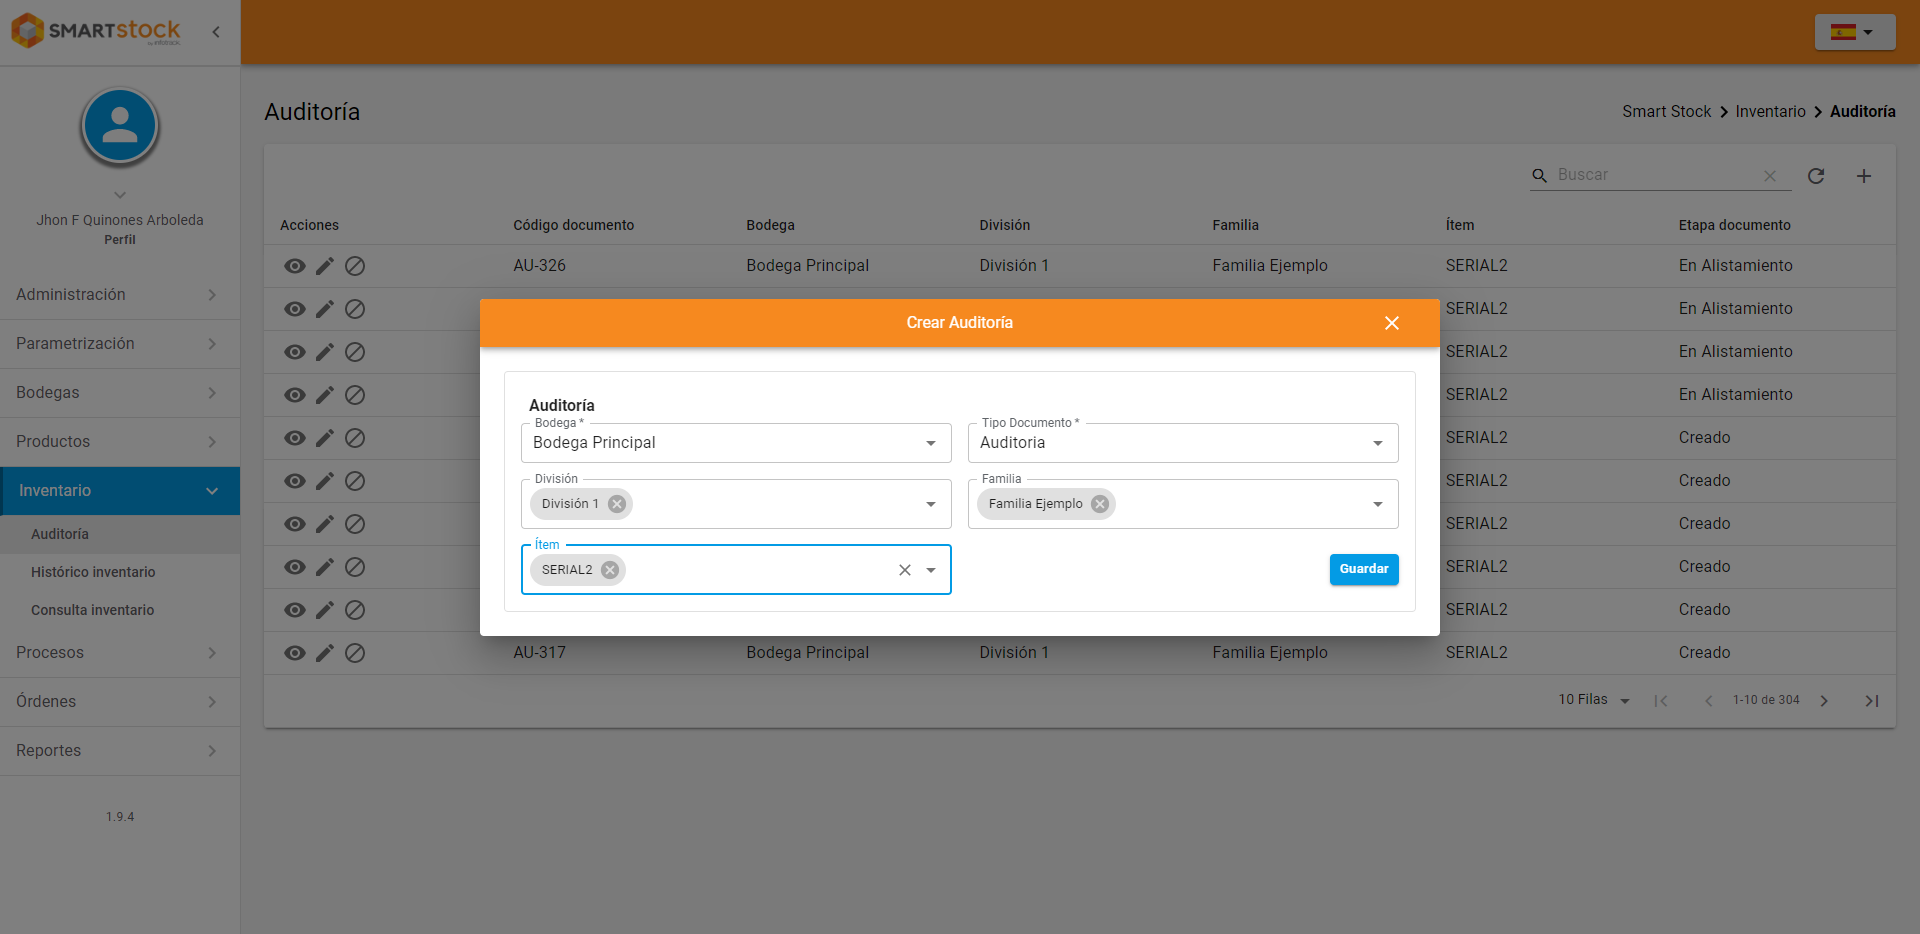 SMARTstock
by infotrack
Jhon F Quinones Arboleda
Perfil
Administración
Parametrización
Bodegas
Productos
Inventario
Auditoría
Histórico inventario
Consulta inventario
Procesos
Órdenes
Reportes
1.9.4
Auditoría
Smart Stock Inventario Auditoría
Buscar
Acciones Código documento Bodega División Familia Ítem Etapa documento
AU-326 Bodega Principal División 1 Familia Ejemplo SERIAL2 En Alistamiento
SERIAL2 En Alistamiento
SERIAL2 En Alistamiento
SERIAL2 En Alistamiento
SERIAL2 Creado
SERIAL2 Creado
SERIAL2 Creado
SERIAL2 Creado
SERIAL2 Creado
AU-317 Bodega Principal División 1 Familia Ejemplo SERIAL2 Creado
10 Filas 1-10 de 304
Crear Auditoría
Auditoría
Bodega * Tipo Documento *
Bodega Principal Auditoria
División Familia
División 1 Familia Ejemplo
Ítem
SERIAL2 Guardar